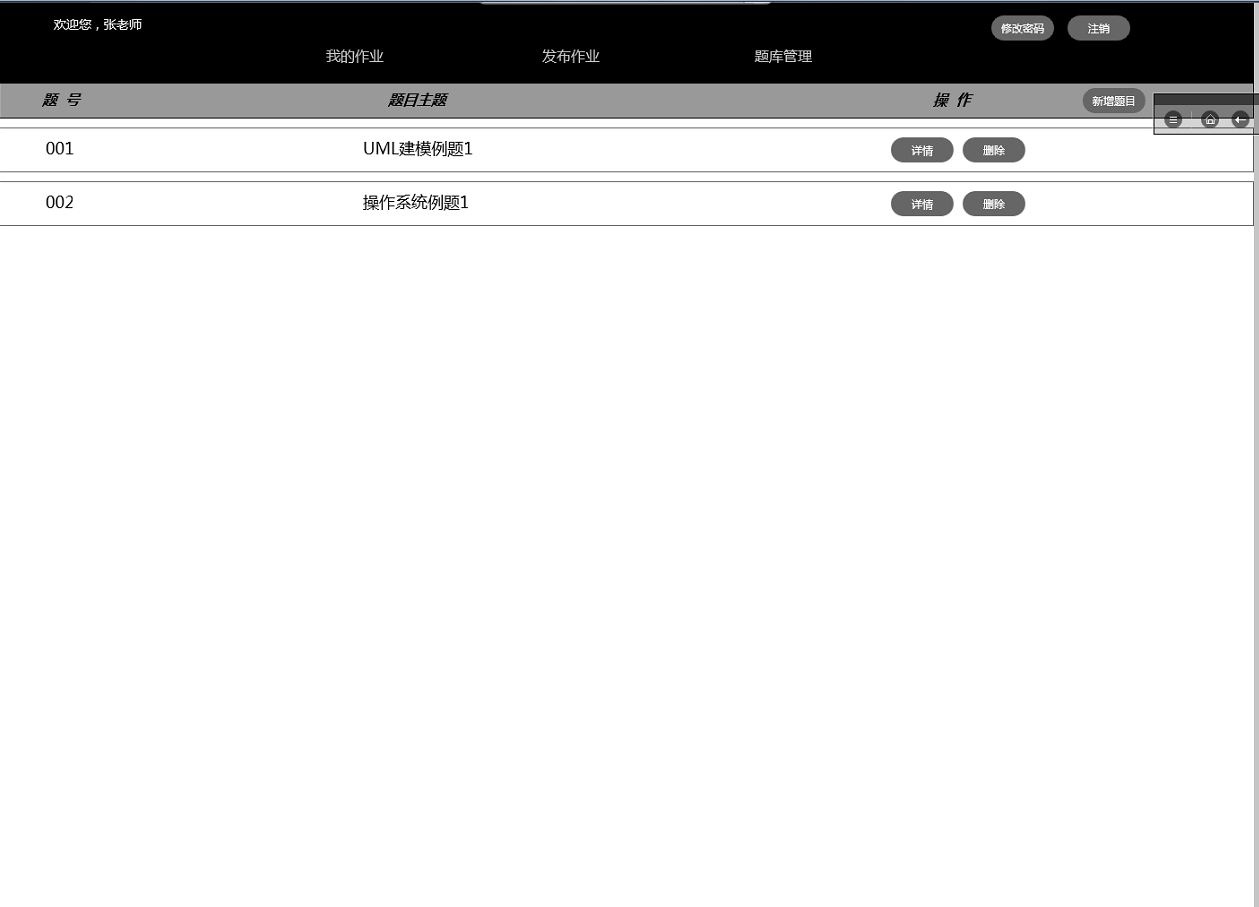 欢迎您，张老师
修改密码 注销
我的作业 发布作业 题库管理
题 号 题目主题 操 作 新增题目
001 UML建模例题1 详情 删除
002 操作系统例题1 详情 删除